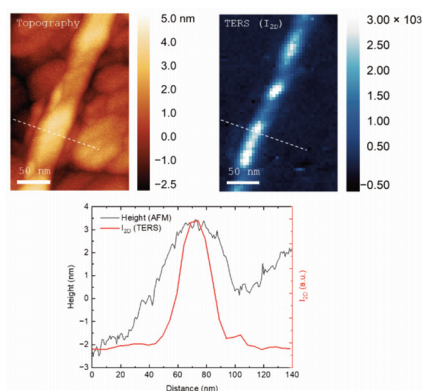 Topography
5.0 nm
4.0
3.0
2.0
1.0
0.0
−1.0
−2.5
50 nm
TERS (I2D)
3.00 × 103
2.50
2.00
1.50
1.00
0.50
−0.50
50 nm
Height (AFM)
I2D (TERS)
4
3
2
1
0
-1
-2
-3
Height (nm)
I2D (a.u.)
0 20 40 60 80 100 120 140
Distance (nm)